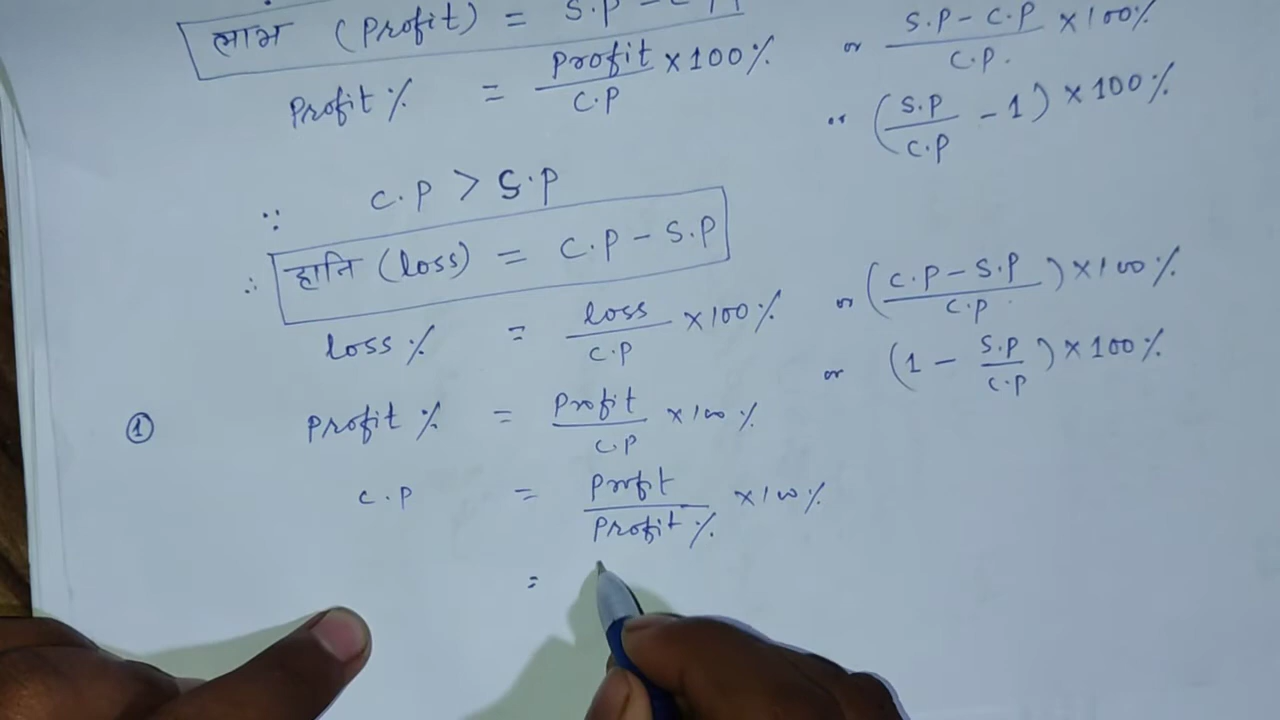 लाभ (Profit) = S.P - C.P
Profit % = Profit/C.P × 100% or S.P - C.P/C.P. × 100%
or (S.P/C.P - 1) × 100%
∵ C.P > S.P
∴ हानि (loss) = C.P - S.P
loss % = loss/C.P × 100% or (C.P - S.P/C.P.) × 100%
or (1 - S.P/C.P) × 100%
① Profit % = Profit/C.P × 100%
C.P = Profit/Profit % × 100%
=